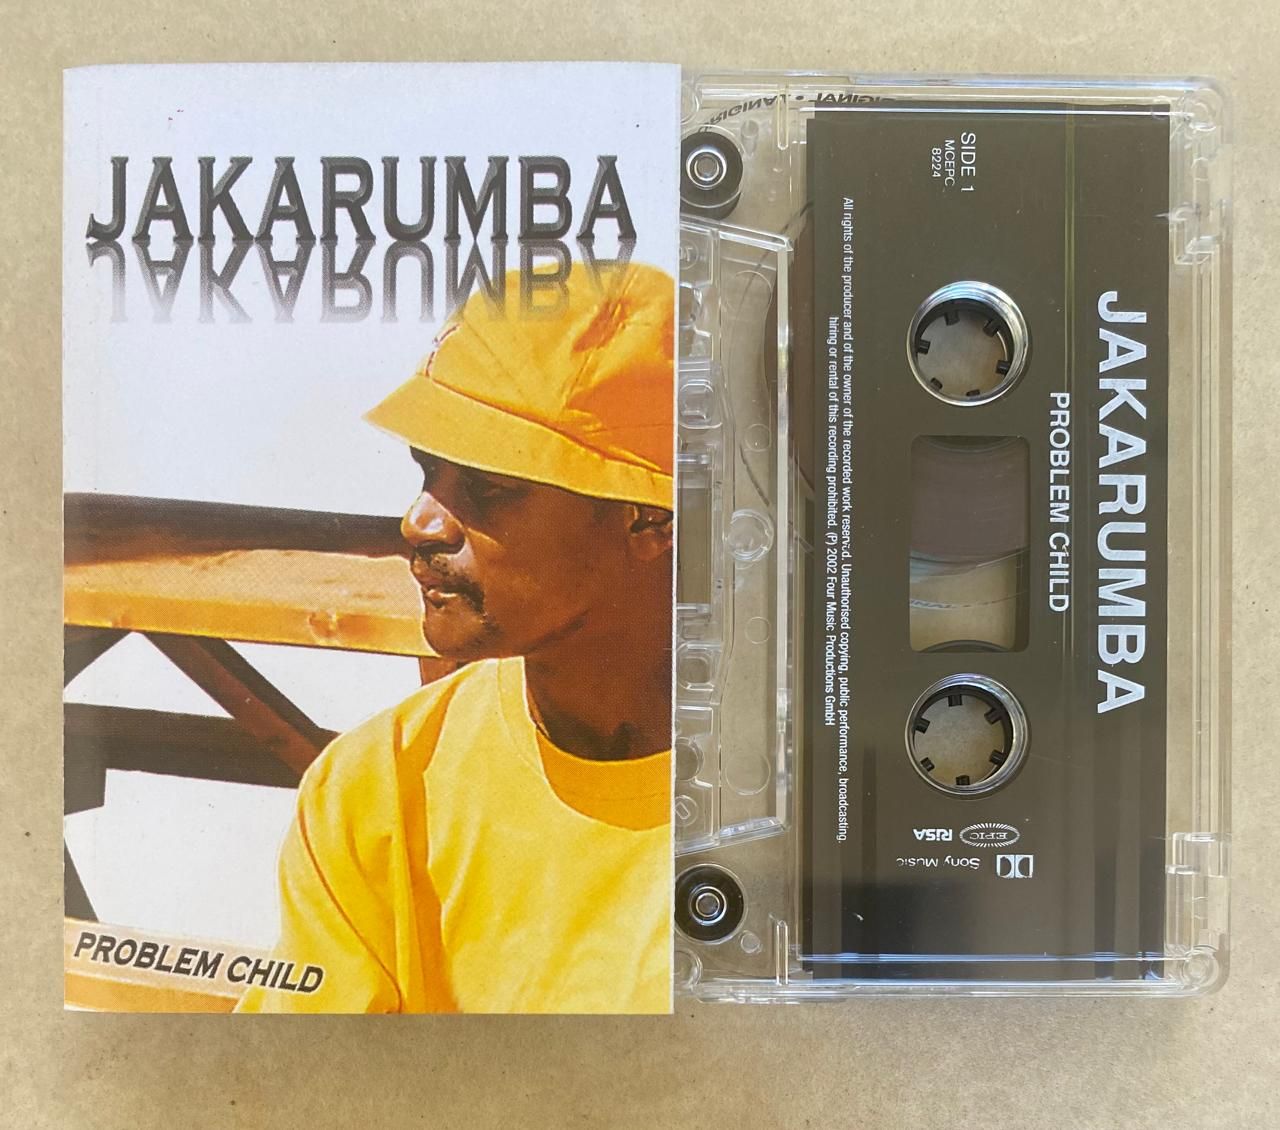 JAKARUMBA
PROBLEM CHILD
SIDE 1
MCEPC
8224
JAKARUMBA
PROBLEM CHILD
All rights of the producer and of the owner of the recorded work reserved. Unauthorised copying, public performance, broadcasting,
hiring or rental of this recording prohibited. (P) 2002 Four Music Productions GmbH
RiSA
EPIC
Sony Music
ORIGINAL • ORIGINAL